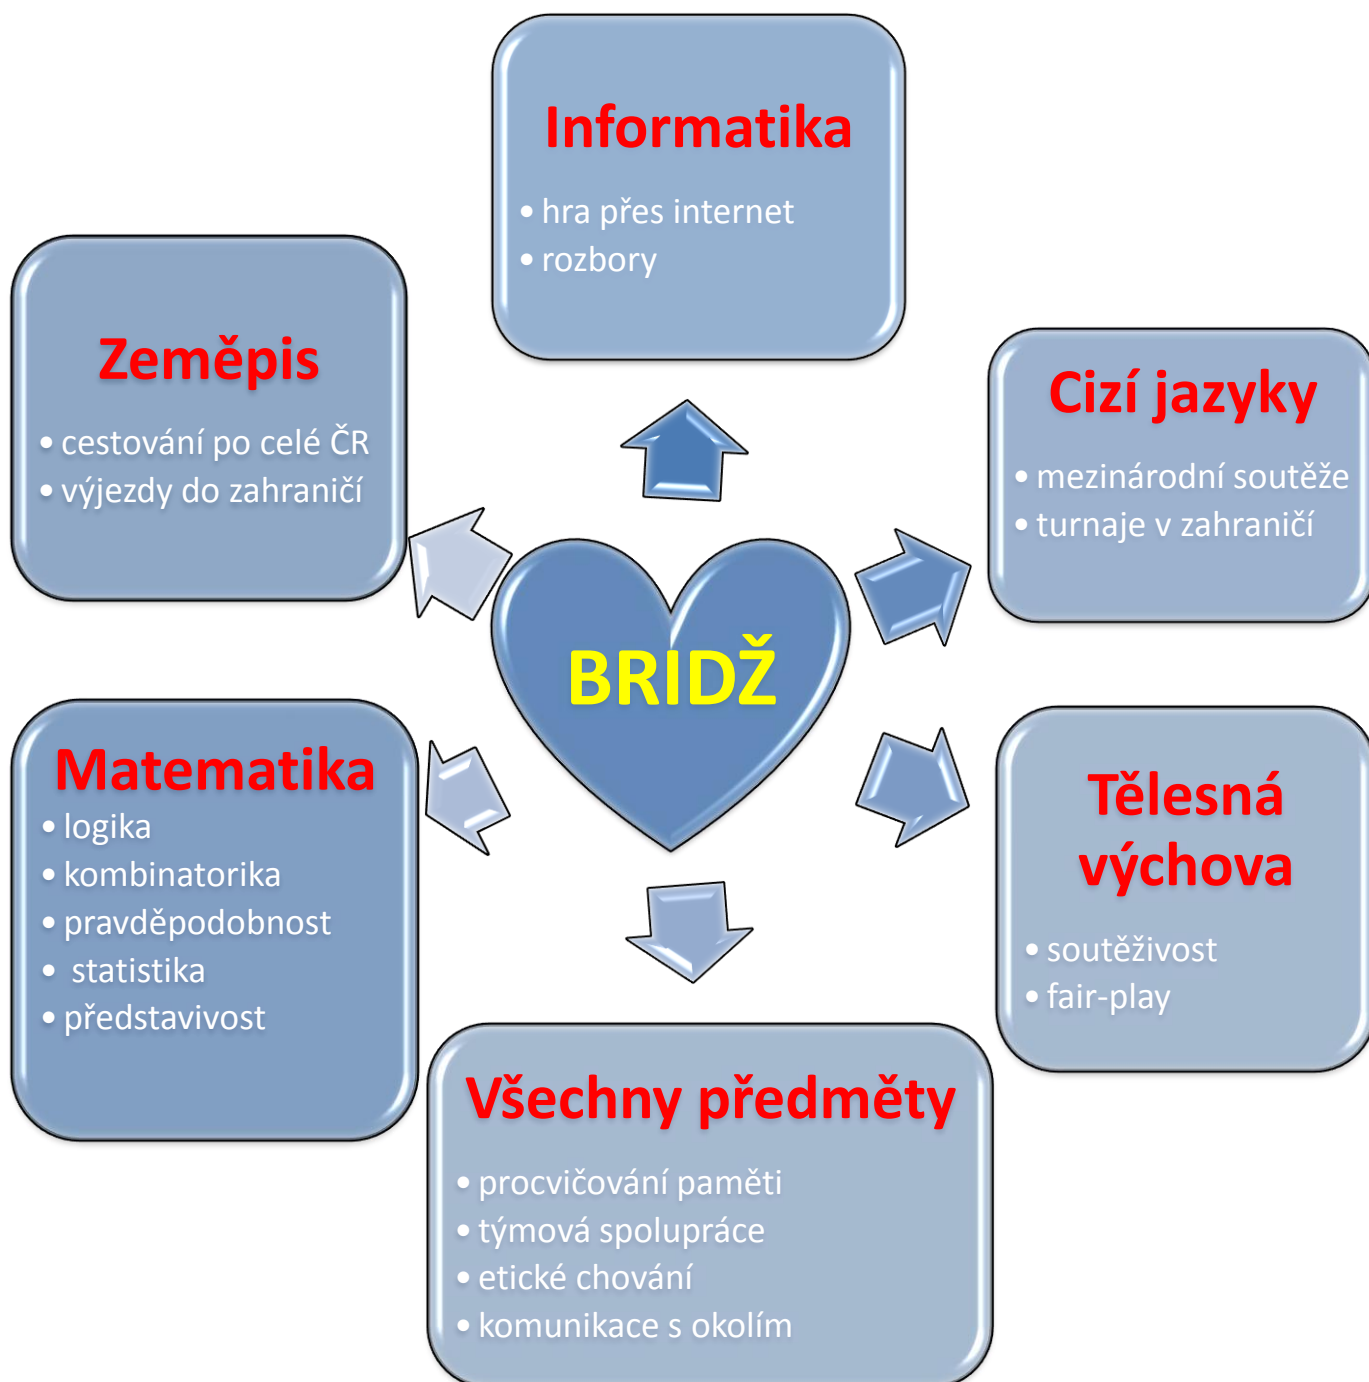 Informatika
• hra přes internet
• rozbory
Zeměpis
• cestování po celé ČR
• výjezdy do zahraničí
Cizí jazyky
• mezinárodní soutěže
• turnaje v zahraničí
BRIDŽ
Matematika
• logika
• kombinatorika
• pravděpodobnost
• statistika
• představivost
Tělesná
výchova
• soutěživost
• fair-play
Všechny předměty
• procvičování paměti
• týmová spolupráce
• etické chování
• komunikace s okolím